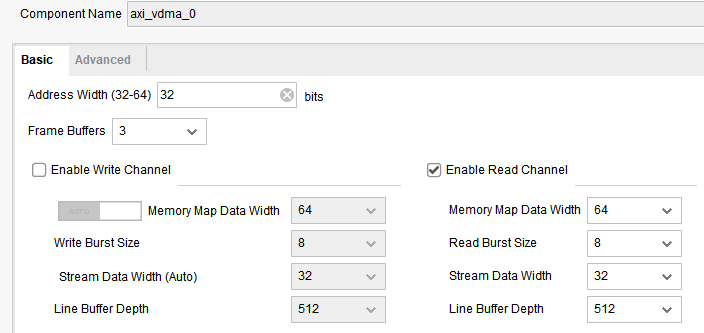 Component Name axi_vdma_0
Basic Advanced
Address Width (32-64) 32 bits
Frame Buffers 3
Enable Write Channel Enable Read Channel
AUTO Memory Map Data Width 64 Memory Map Data Width 64
Write Burst Size 8 Read Burst Size 8
Stream Data Width (Auto) 32 Stream Data Width 32
Line Buffer Depth 512 Line Buffer Depth 512